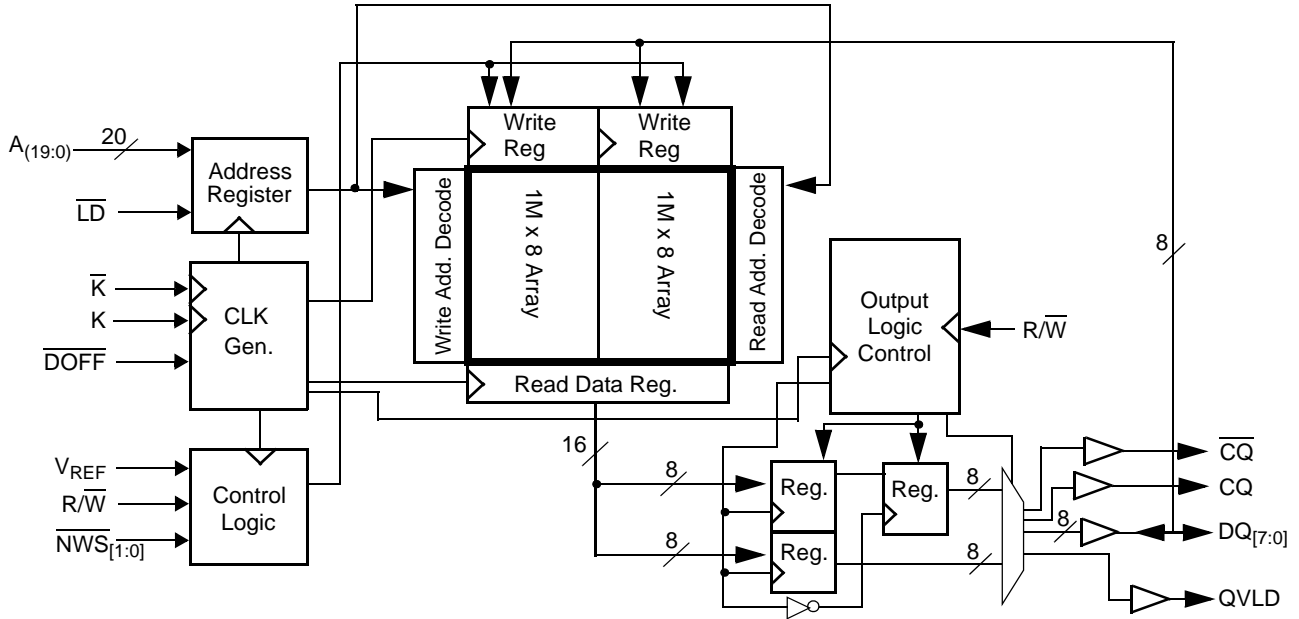 8
A(19:0)
20
Address
Register
LD
K
K
DOFF
CLK
Gen.
VREF
R/W
NWS[1:0]
Control
Logic
Write
Reg
Write
Reg
Write Add. Decode
1M x 8 Array
1M x 8 Array
Read Add. Decode
Read Data Reg.
Output
Logic
Control
R/W
16
8
8
Reg.
Reg.
Reg.
8
8
8
CQ
CQ
DQ[7:0]
QVLD